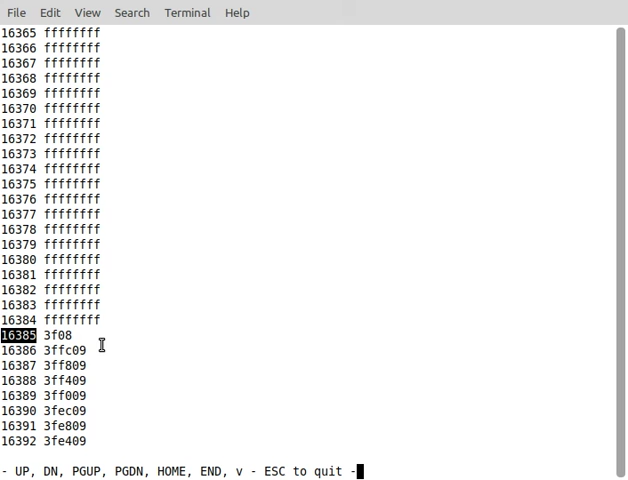 File Edit View Search Terminal Help
16365 ffffffff
16366 ffffffff
16367 ffffffff
16368 ffffffff
16369 ffffffff
16370 ffffffff
16371 ffffffff
16372 ffffffff
16373 ffffffff
16374 ffffffff
16375 ffffffff
16376 ffffffff
16377 ffffffff
16378 ffffffff
16379 ffffffff
16380 ffffffff
16381 ffffffff
16382 ffffffff
16383 ffffffff
16384 ffffffff
16385 3f08
16386 3ffc09
16387 3ff809
16388 3ff409
16389 3ff009
16390 3fec09
16391 3fe809
16392 3fe409
- UP, DN, PGUP, PGDN, HOME, END, v - ESC to quit -